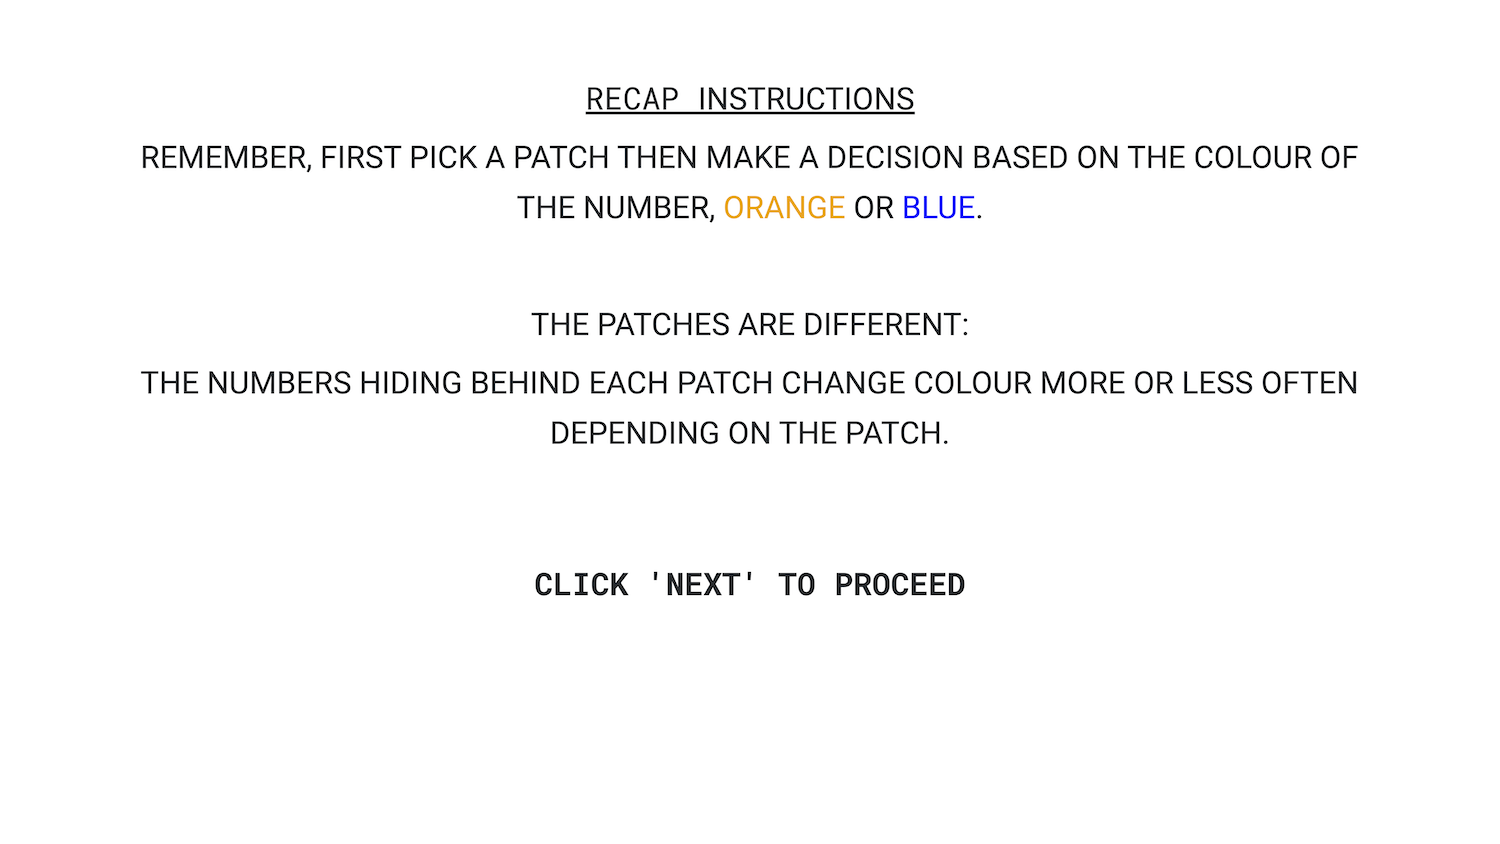 RECAP INSTRUCTIONS
REMEMBER, FIRST PICK A PATCH THEN MAKE A DECISION BASED ON THE COLOUR OF
THE NUMBER, ORANGE OR BLUE.
THE PATCHES ARE DIFFERENT:
THE NUMBERS HIDING BEHIND EACH PATCH CHANGE COLOUR MORE OR LESS OFTEN
DEPENDING ON THE PATCH.
CLICK 'NEXT' TO PROCEED